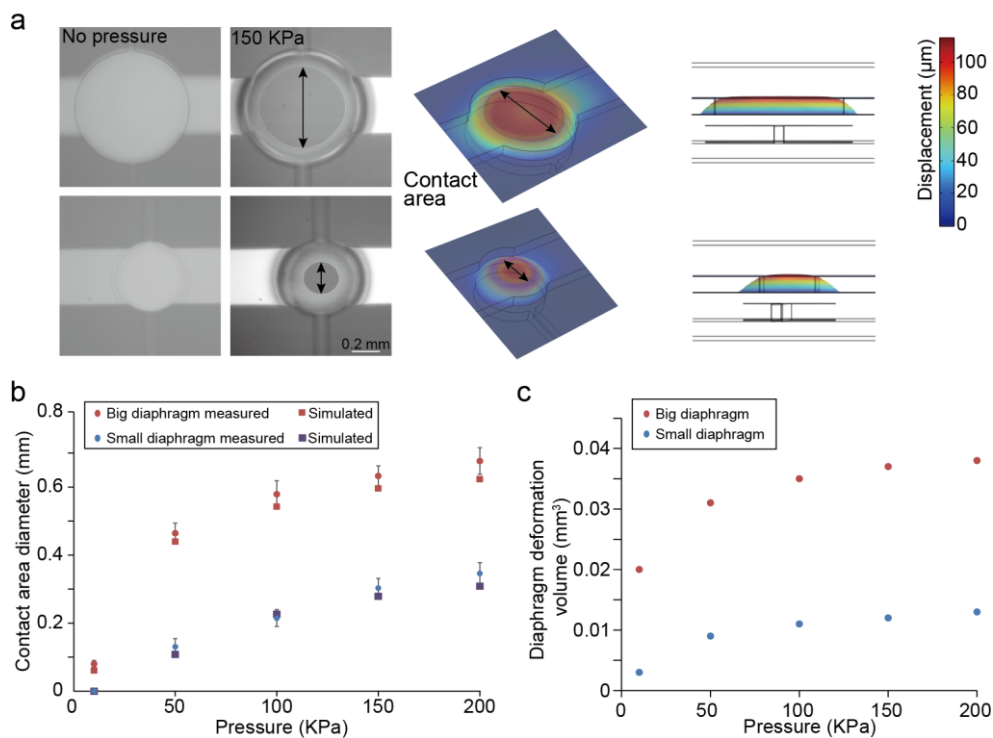 a
No pressure
150 KPa
0.2 mm
Contact
area
Displacement (µm)
100
80
60
40
20
0
b
Big diaphragm measured
Simulated
Small diaphragm measured
Simulated
Contact area diameter (mm)
0.8
0.6
0.4
0.2
0
0
50
100
150
200
Pressure (KPa)
c
Big diaphragm
Small diaphragm
Diaphragm deformation
volume (mm³)
0.04
0.03
0.02
0.01
0
0
50
100
150
200
Pressure (KPa)